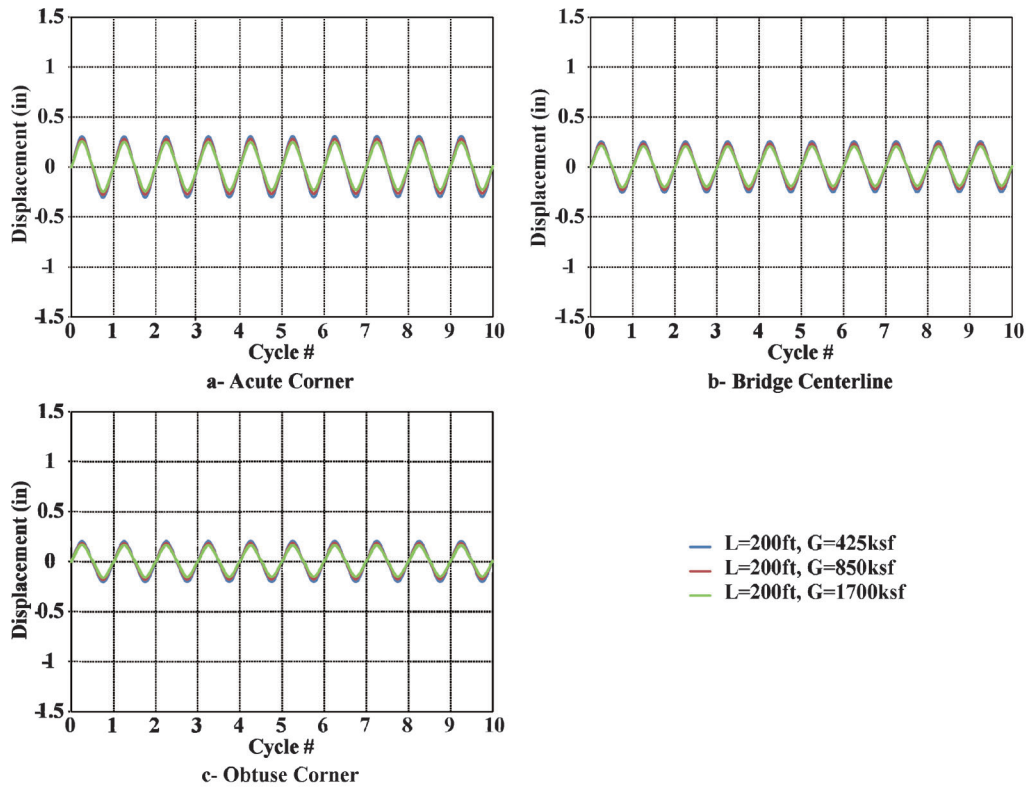 Displacement (in)
1.5
1
0.5
0
-0.5
-1
-1.5
0 1 2 3 4 5 6 7 8 9 10
Cycle #
a- Acute Corner
Displacement (in)
1.5
1
0.5
0
-0.5
-1
-1.5
0 1 2 3 4 5 6 7 8 9 10
Cycle #
b- Bridge Centerline
Displacement (in)
1.5
1
0.5
0
-0.5
-1
-1.5
0 1 2 3 4 5 6 7 8 9 10
Cycle #
c- Obtuse Corner
L=200ft, G=425ksf
L=200ft, G=850ksf
L=200ft, G=1700ksf